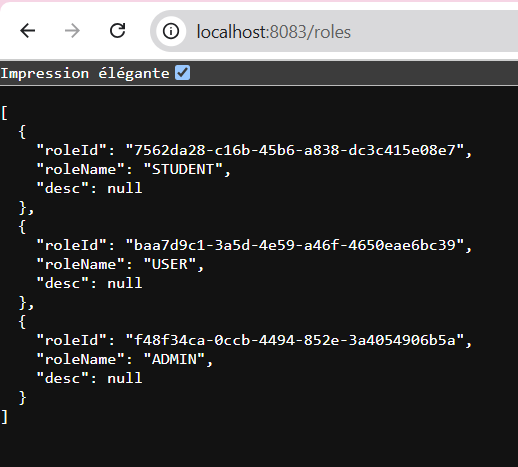 localhost:8083/roles
Impression élégante
[
  {
    "roleId": "7562da28-c16b-45b6-a838-dc3c415e08e7",
    "roleName": "STUDENT",
    "desc": null
  },
  {
    "roleId": "baa7d9c1-3a5d-4e59-a46f-4650eae6bc39",
    "roleName": "USER",
    "desc": null
  },
  {
    "roleId": "f48f34ca-0ccb-4494-852e-3a4054906b5a",
    "roleName": "ADMIN",
    "desc": null
  }
]